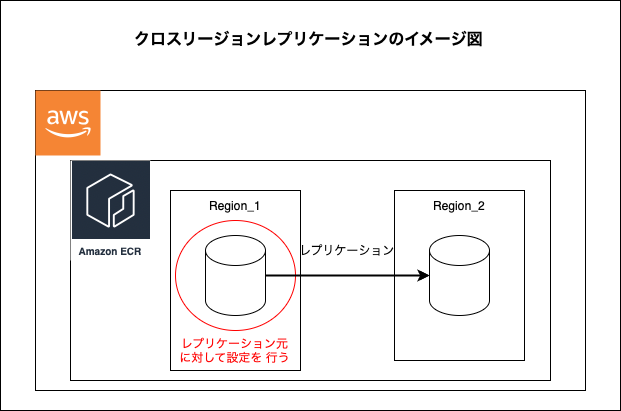 クロスリージョンレプリケーションのイメージ図
aws
Amazon ECR
Region_1
Region_2
レプリケーション
レプリケーション元
に対して設定を 行う